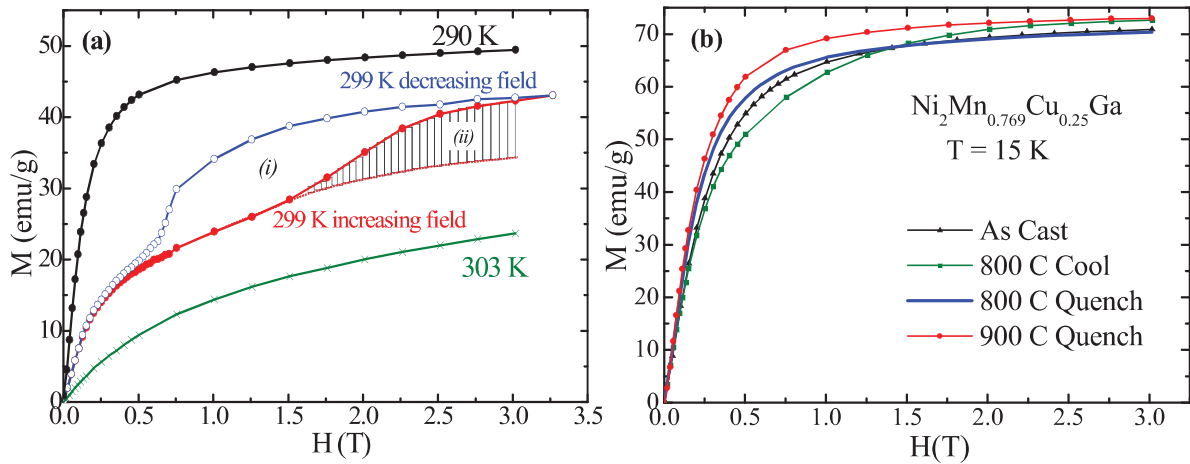 (a)
290 K
299 K decreasing field
(i)
(ii)
299 K increasing field
303 K
M (emu/g)
50
40
30
20
10
0
0.0 0.5 1.0 1.5 2.0 2.5 3.0 3.5
H (T)
(b)
Ni2Mn0.769Cu0.25Ga
T = 15 K
As Cast
800 C Cool
800 C Quench
900 C Quench
M (emu/g)
70
60
50
40
30
20
10
0
0.0 0.5 1.0 1.5 2.0 2.5 3.0
H(T)